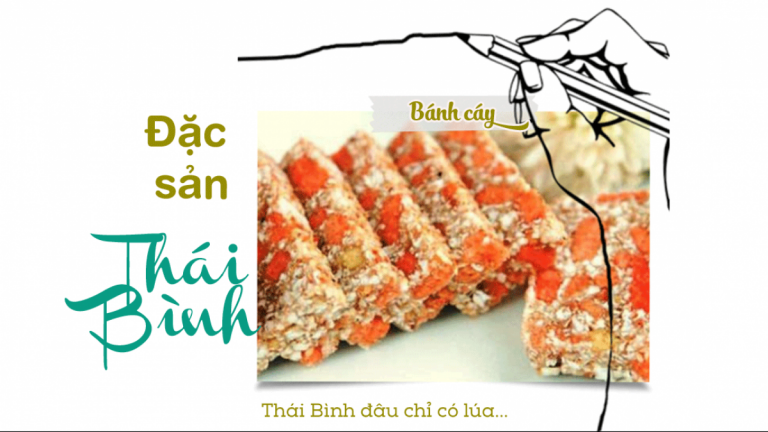 Bánh cáy
Đặc
sản
Thái
Bình
Thái Bình đâu chỉ có lúa...